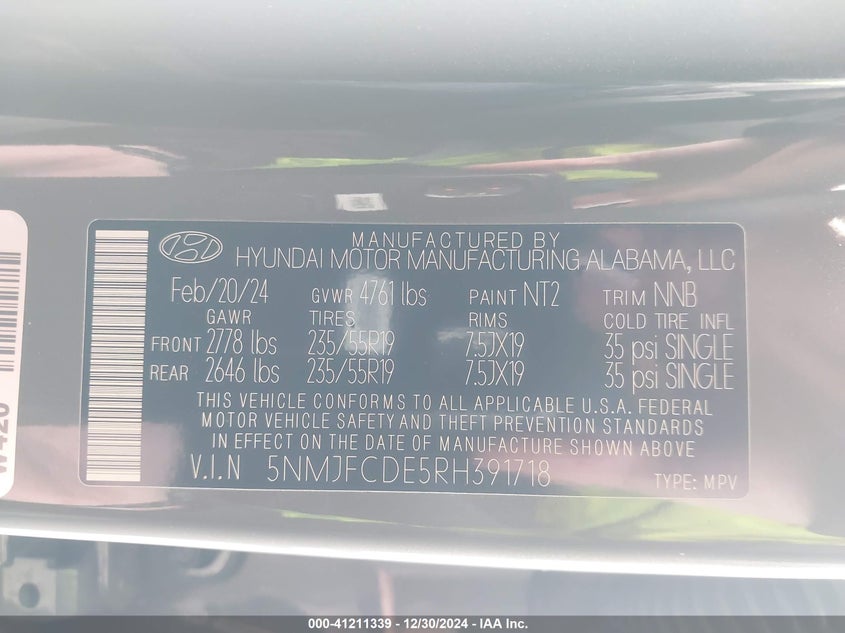 MANUFACTURED BY
HYUNDAI MOTOR MANUFACTURING ALABAMA, LLC
Feb/20/24 GVWR 4761 lbs PAINT NT2 TRIM NNB
GAWR TIRES RIMS COLD TIRE INFL
FRONT 2778 lbs 235/55R19 7.5JX19 35 psi SINGLE
REAR 2646 lbs 235/55R19 7.5JX19 35 psi SINGLE
THIS VEHICLE CONFORMS TO ALL APPLICABLE U.S.A. FEDERAL
MOTOR VEHICLE SAFETY AND THEFT PREVENTION STANDARDS
IN EFFECT ON THE DATE OF MANUFACTURE SHOWN ABOVE.
V.I.N 5NMJFCDE5RH391718 TYPE: MPV
000-41211339 - 12/30/2024 - IAA Inc.